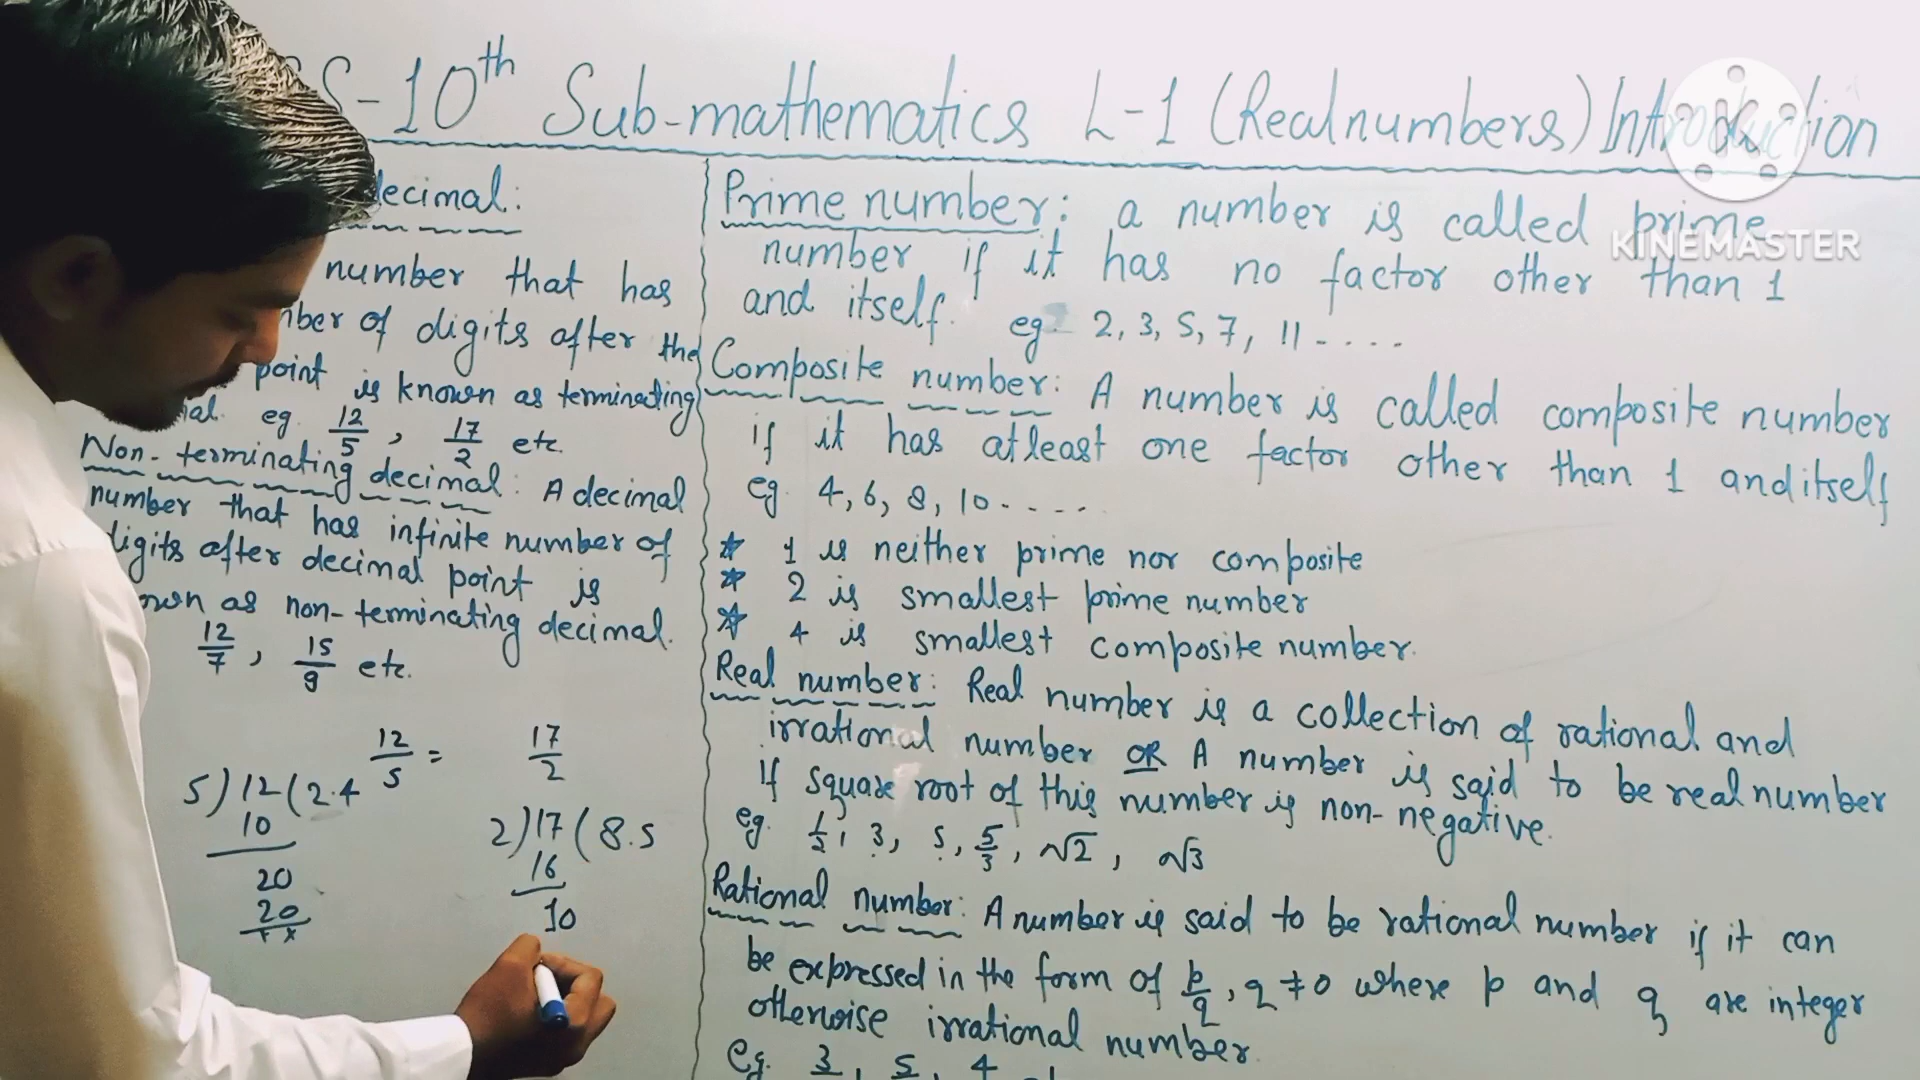 S-10th Sub-mathematics L-1 (Realnumbers) Introduction
KINEMASTER
decimal:
number that has
of digits after the
point is known as terminating
eg. 12/5, 17/2 etc.
Non-terminating decimal: A decimal
number that has infinite number of
digits after decimal point is
as non-terminating decimal.
12/7, 15/9 etc.
12/5 =
5)12(2.4
10
20
20
x x
17/2
2)17(8.5
16
10
Prime number: a number is called prime
number if it has no factor other than 1
and itself. eg. 2, 3, 5, 7, 11 - . . . .
Composite number: A number is called composite number
if it has atleast one factor other than 1 and itself
eg. 4, 6, 8, 10 - . . . .
☆ 1 is neither prime nor composite
☆ 2 is smallest prime number
☆ 4 is smallest composite number.
Real number: Real number is a collection of rational and
irrational number OR A number is said to be real number
if square root of this number is non-negative.
eg. 1/2, 3, 5, 5/3, √2, √3
Rational number: A number is said to be rational number if it can
be expressed in the form of p/q, q ≠ 0 where p and q are integer
otherwise irrational number.
eg. 3, 5, 4